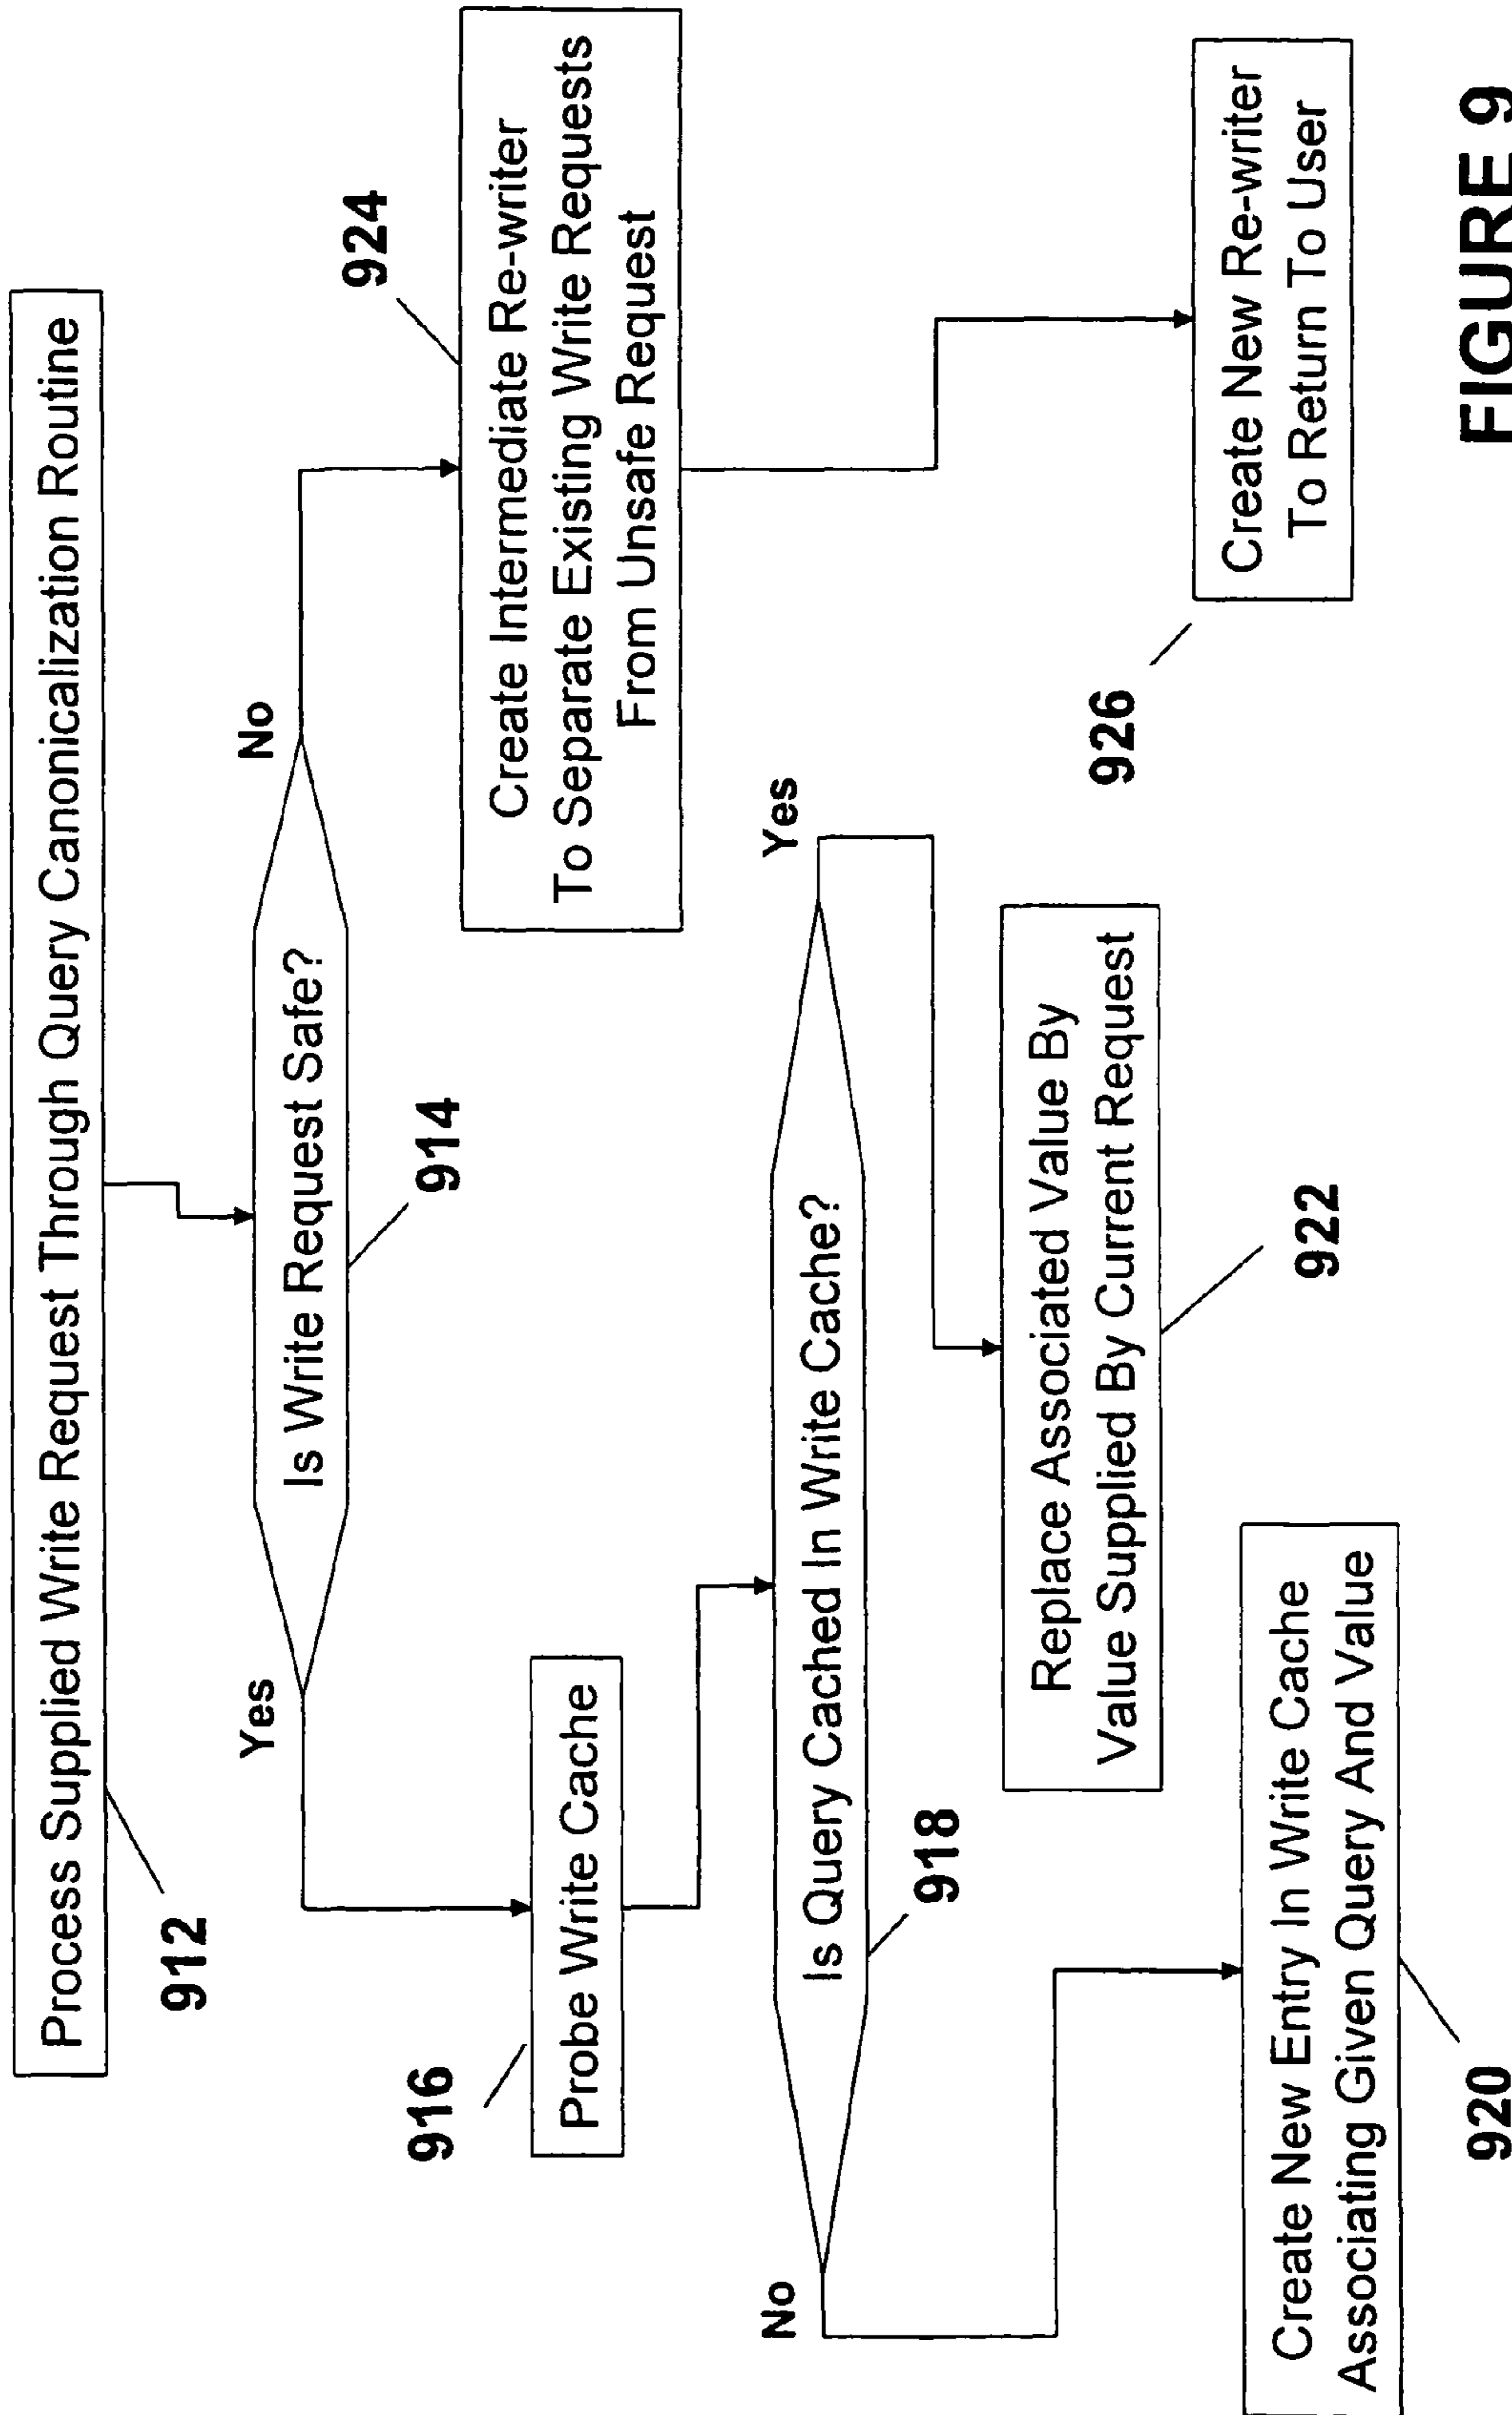 Process Supplied Write Request Through Query Canonicalization Routine
912
Yes
Is Write Request Safe?
No
914
916
Probe Write Cache
924
Create Intermediate Re-writer
To Separate Existing Write Requests
From Unsafe Request
No
Is Query Cached In Write Cache?
Yes
918
Replace Associated Value By
Value Supplied By Current Request
922
926
Create New Re-writer
To Return To User
Create New Entry In Write Cache
Associating Given Query And Value
920
FIGURE 9